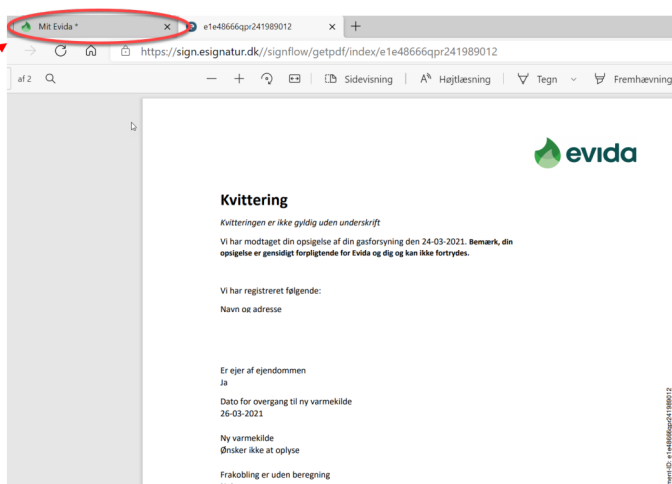 Mit Evida *
e1e48666qpr241989012
https://sign.esignatur.dk//signflow/getpdf/index/e1e48666qpr241989012
af 2
Sidevisning
Højtlæsning
Tegn
Fremhævning
evida
Kvittering
Kvitteringen er ikke gyldig uden underskrift
Vi har modtaget din opsigelse af din gasforsyning den 24-03-2021. Bemærk, din
opsigelse er gensidigt forpligtende for Evida og dig og kan ikke fortrydes.
Vi har registreret følgende:
Navn og adresse
Er ejer af ejendommen
Ja
Dato for overgang til ny varmekilde
26-03-2021
Ny varmekilde
Ønsker ikke at oplyse
Frakobling er uden beregning
ment-ID: e1e48666qpr241989012